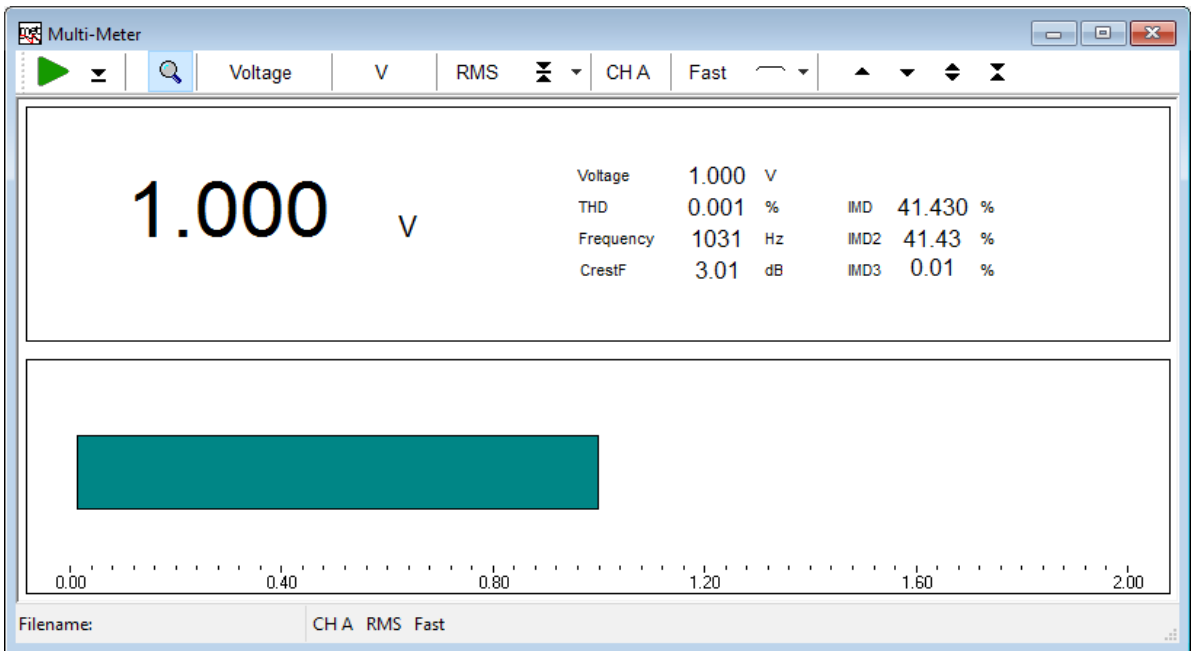 Multi-Meter
Voltage V RMS CH A Fast
1.000 V
Voltage 1.000 V
THD 0.001 % IMD 41.430 %
Frequency 1031 Hz IMD2 41.43 %
CrestF 3.01 dB IMD3 0.01 %
0.00 0.40 0.80 1.20 1.60 2.00
Filename: CH A RMS Fast